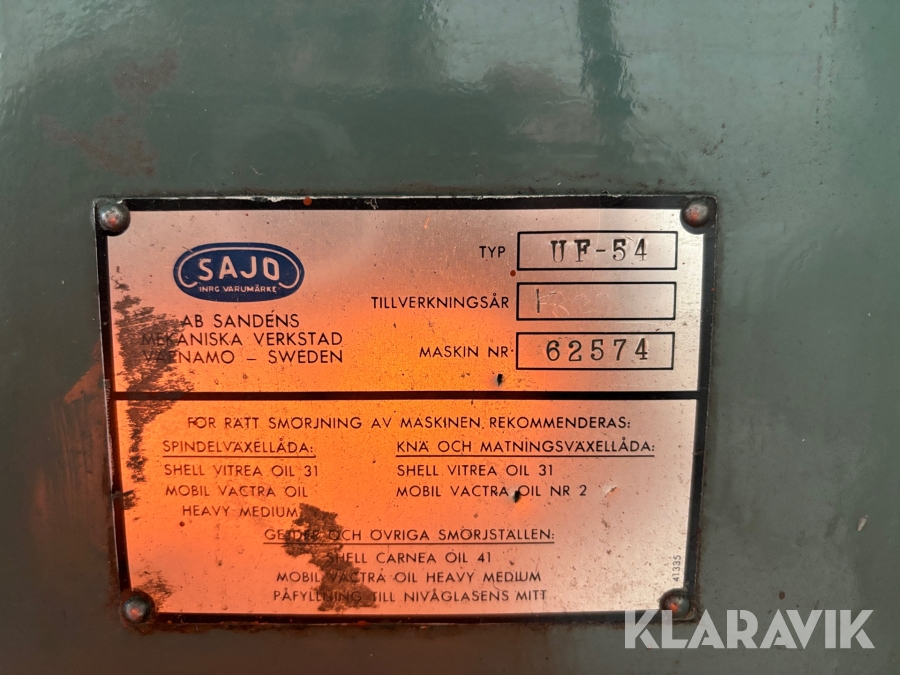 SAJO
INRG VARUMÄRKE
AB SANDÉNS
MEKANISKA VERKSTAD
VÄRNAMO – SWEDEN
TYP UF-54
TILLVERKNINGSÅR
MASKIN NR. 62574
FÖR RÄTT SMÖRJNING AV MASKINEN REKOMMENDERAS:
SPINDELVÄXELLÅDA:
SHELL VITREA OIL 31
MOBIL VACTRA OIL
HEAVY MEDIUM
KNÄ OCH MATNINGSVÄXELLÅDA:
SHELL VITREA OIL 31
MOBIL VACTRA OIL NR 2
GEJDER OCH ÖVRIGA SMÖRJSTÄLLEN:
SHELL CARNEA OIL 41
MOBIL VACTRA OIL HEAVY MEDIUM
PÅFYLLNING TILL NIVÅGLASENS MITT
41335
KLARAVIK